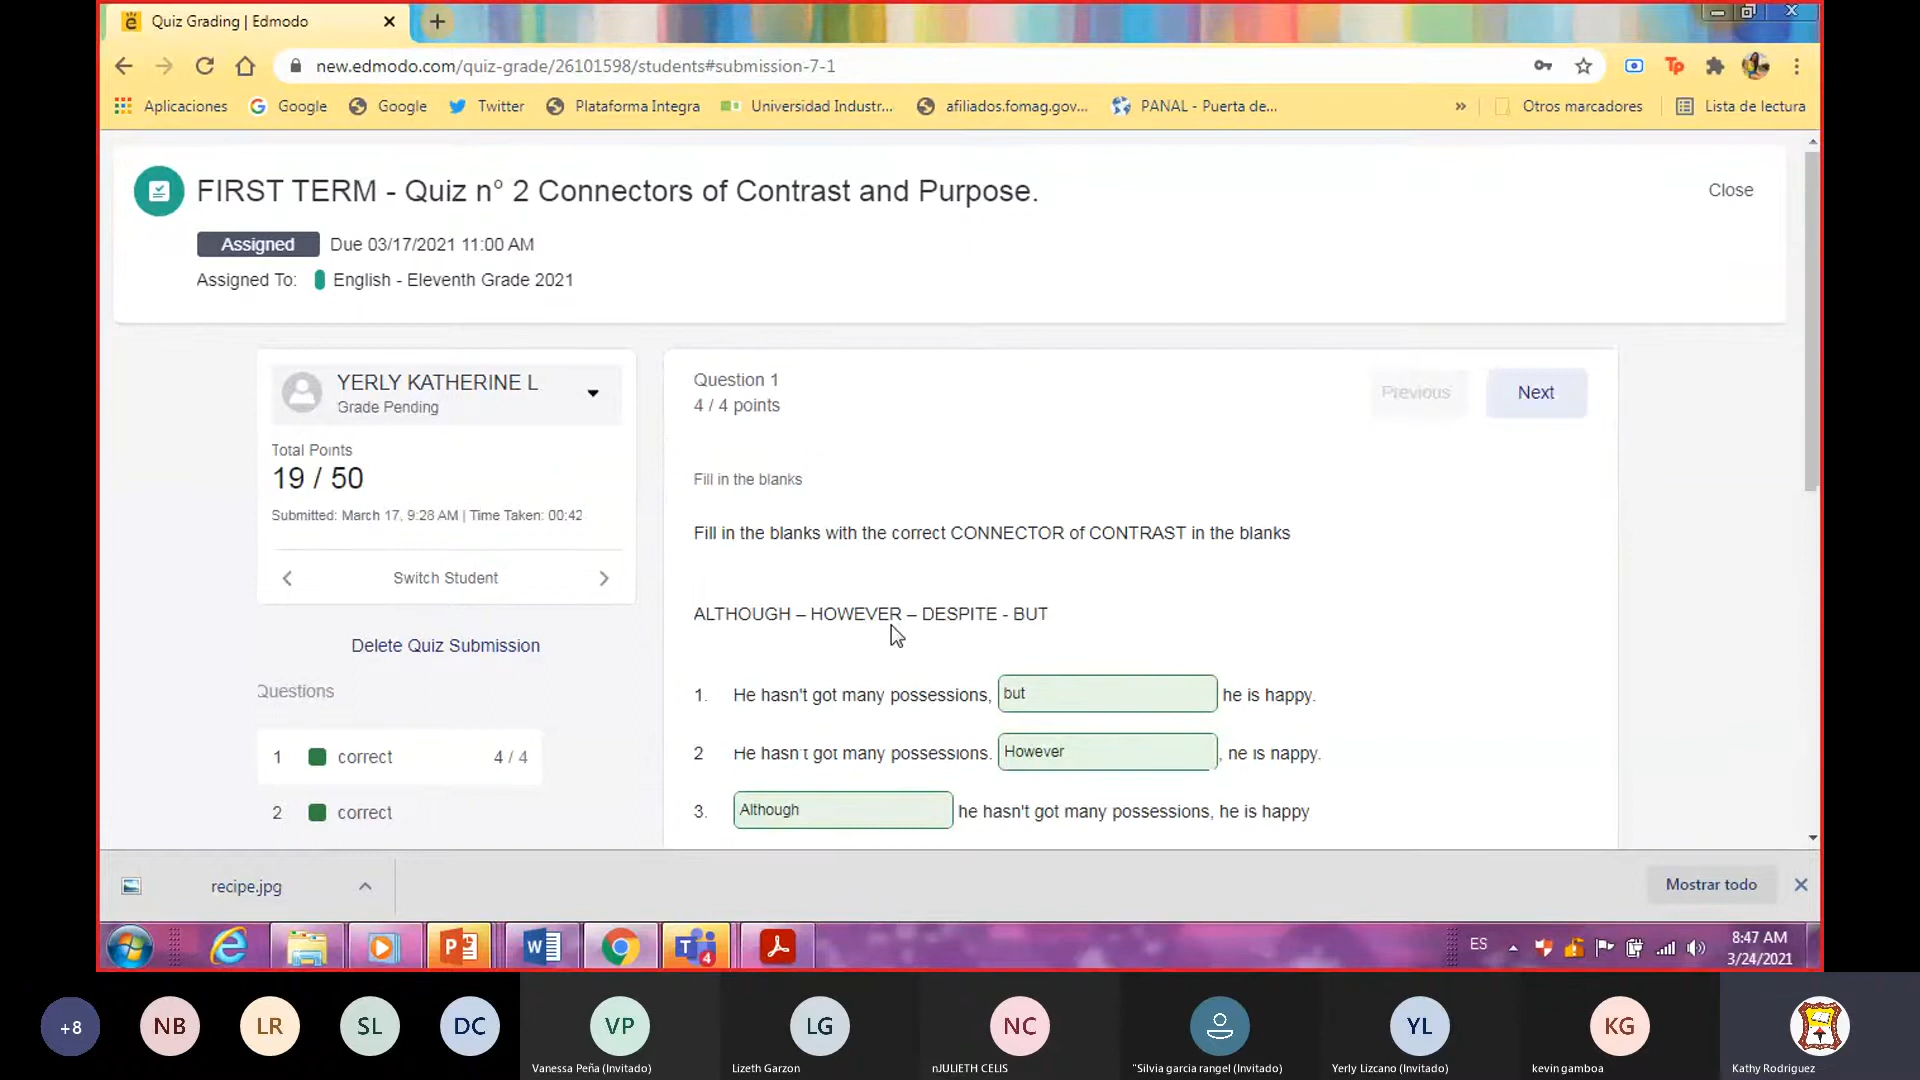 Quiz Grading | Edmodo
new.edmodo.com/quiz-grade/26101598/students#submission-7-1
Aplicaciones
Google
Google
Twitter
Plataforma Integra
Universidad Industr...
afiliados.fomag.gov...
PANAL - Puerta de...
»
Otros marcadores
Lista de lectura
FIRST TERM - Quiz n° 2 Connectors of Contrast and Purpose.
Close
Assigned Due 03/17/2021 11:00 AM
Assigned To: English - Eleventh Grade 2021
YERLY KATHERINE L
Grade Pending
Total Points
19 / 50
Submitted: March 17, 9:28 AM | Time Taken: 00:42
Switch Student
Delete Quiz Submission
Questions
1 correct 4 / 4
2 correct
Question 1
4 / 4 points
Previous
Next
Fill in the blanks
Fill in the blanks with the correct CONNECTOR of CONTRAST in the blanks
ALTHOUGH – HOWEVER – DESPITE - BUT
1. He hasn't got many possessions, but he is happy.
2 He hasn't got many possessions. However , he is happy.
3. Although he hasn't got many possessions, he is happy
recipe.jpg
Mostrar todo
ES
8:47 AM
3/24/2021
4
+8
NB
LR
SL
DC
VP
LG
NC
YL
KG
Vanessa Peña (Invitado)
Lizeth Garzon
nJULIETH CELIS
"Silvia garcia rangel (Invitado)
Yerly Lizcano (Invitado)
kevin gamboa
Kathy Rodriguez